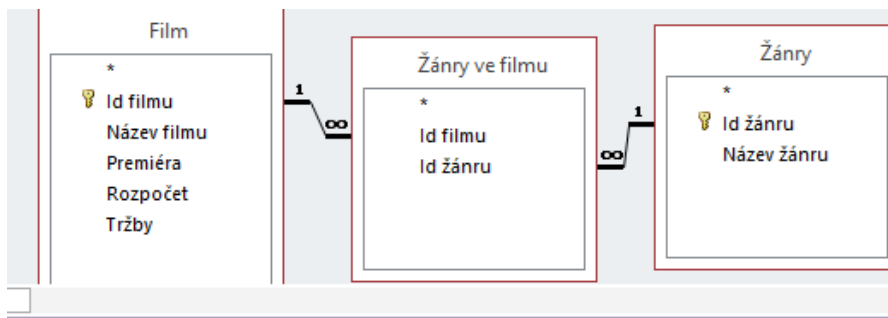 Film
*
Id filmu
Název filmu
Premiéra
Rozpočet
Tržby
1
∞
Žánry ve filmu
*
Id filmu
Id žánru
∞
1
Žánry
*
Id žánru
Název žánru